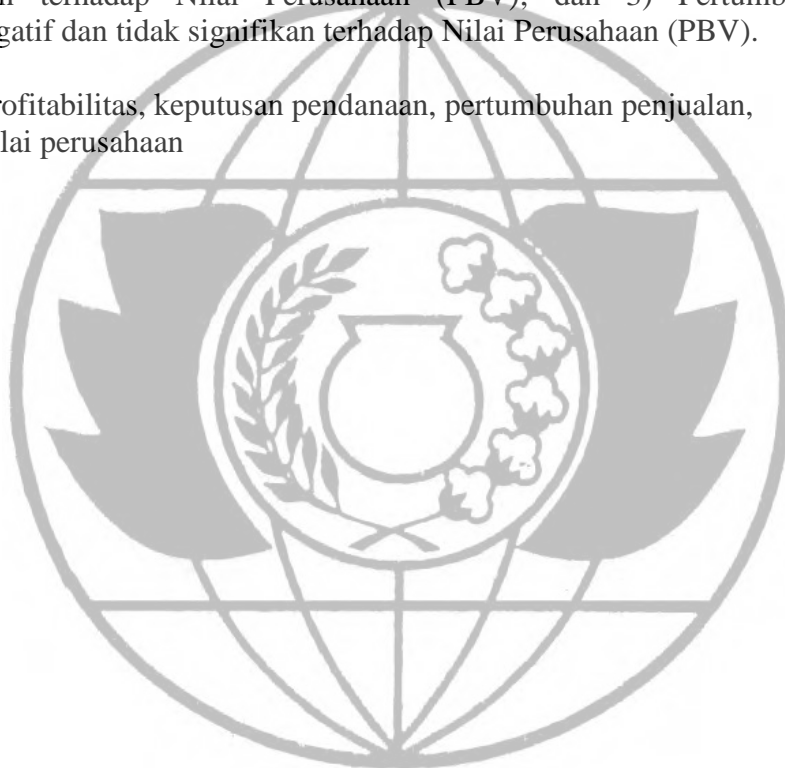 n terhadap Nilai Perusahaan (PBV), dan 3) Pertumb
gatif dan tidak signifikan terhadap Nilai Perusahaan (PBV).
rofitabilitas, keputusan pendanaan, pertumbuhan penjualan,
lai perusahaan